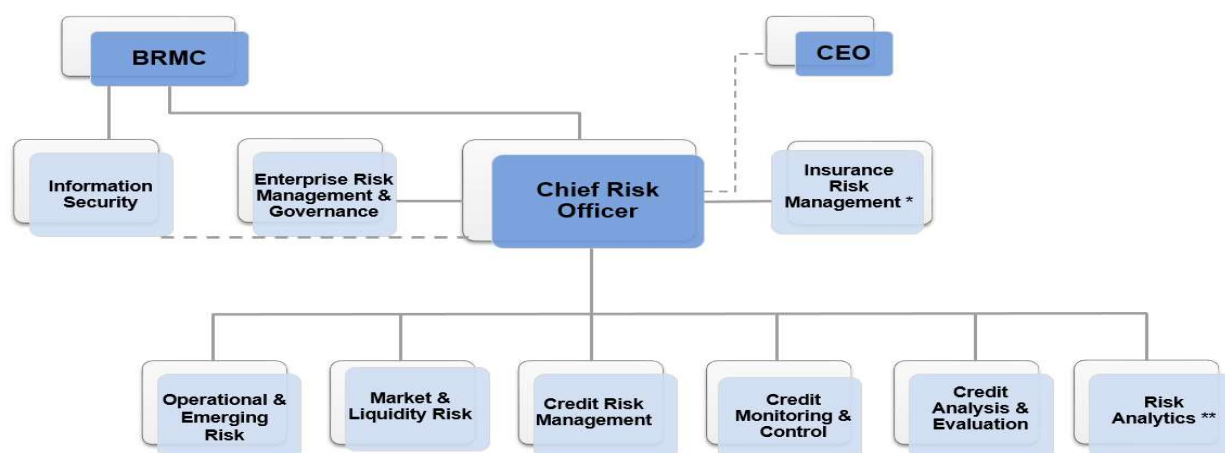 BRMC
CEO
Information
Security
Enterprise Risk
Management &
Governance
Chief Risk
Officer
Insurance
Risk
Management *
Operational &
Emerging
Risk
Market &
Liquidity Risk
Credit Risk
Management
Credit
Monitoring &
Control
Credit
Analysis &
Evaluation
Risk
Analytics **